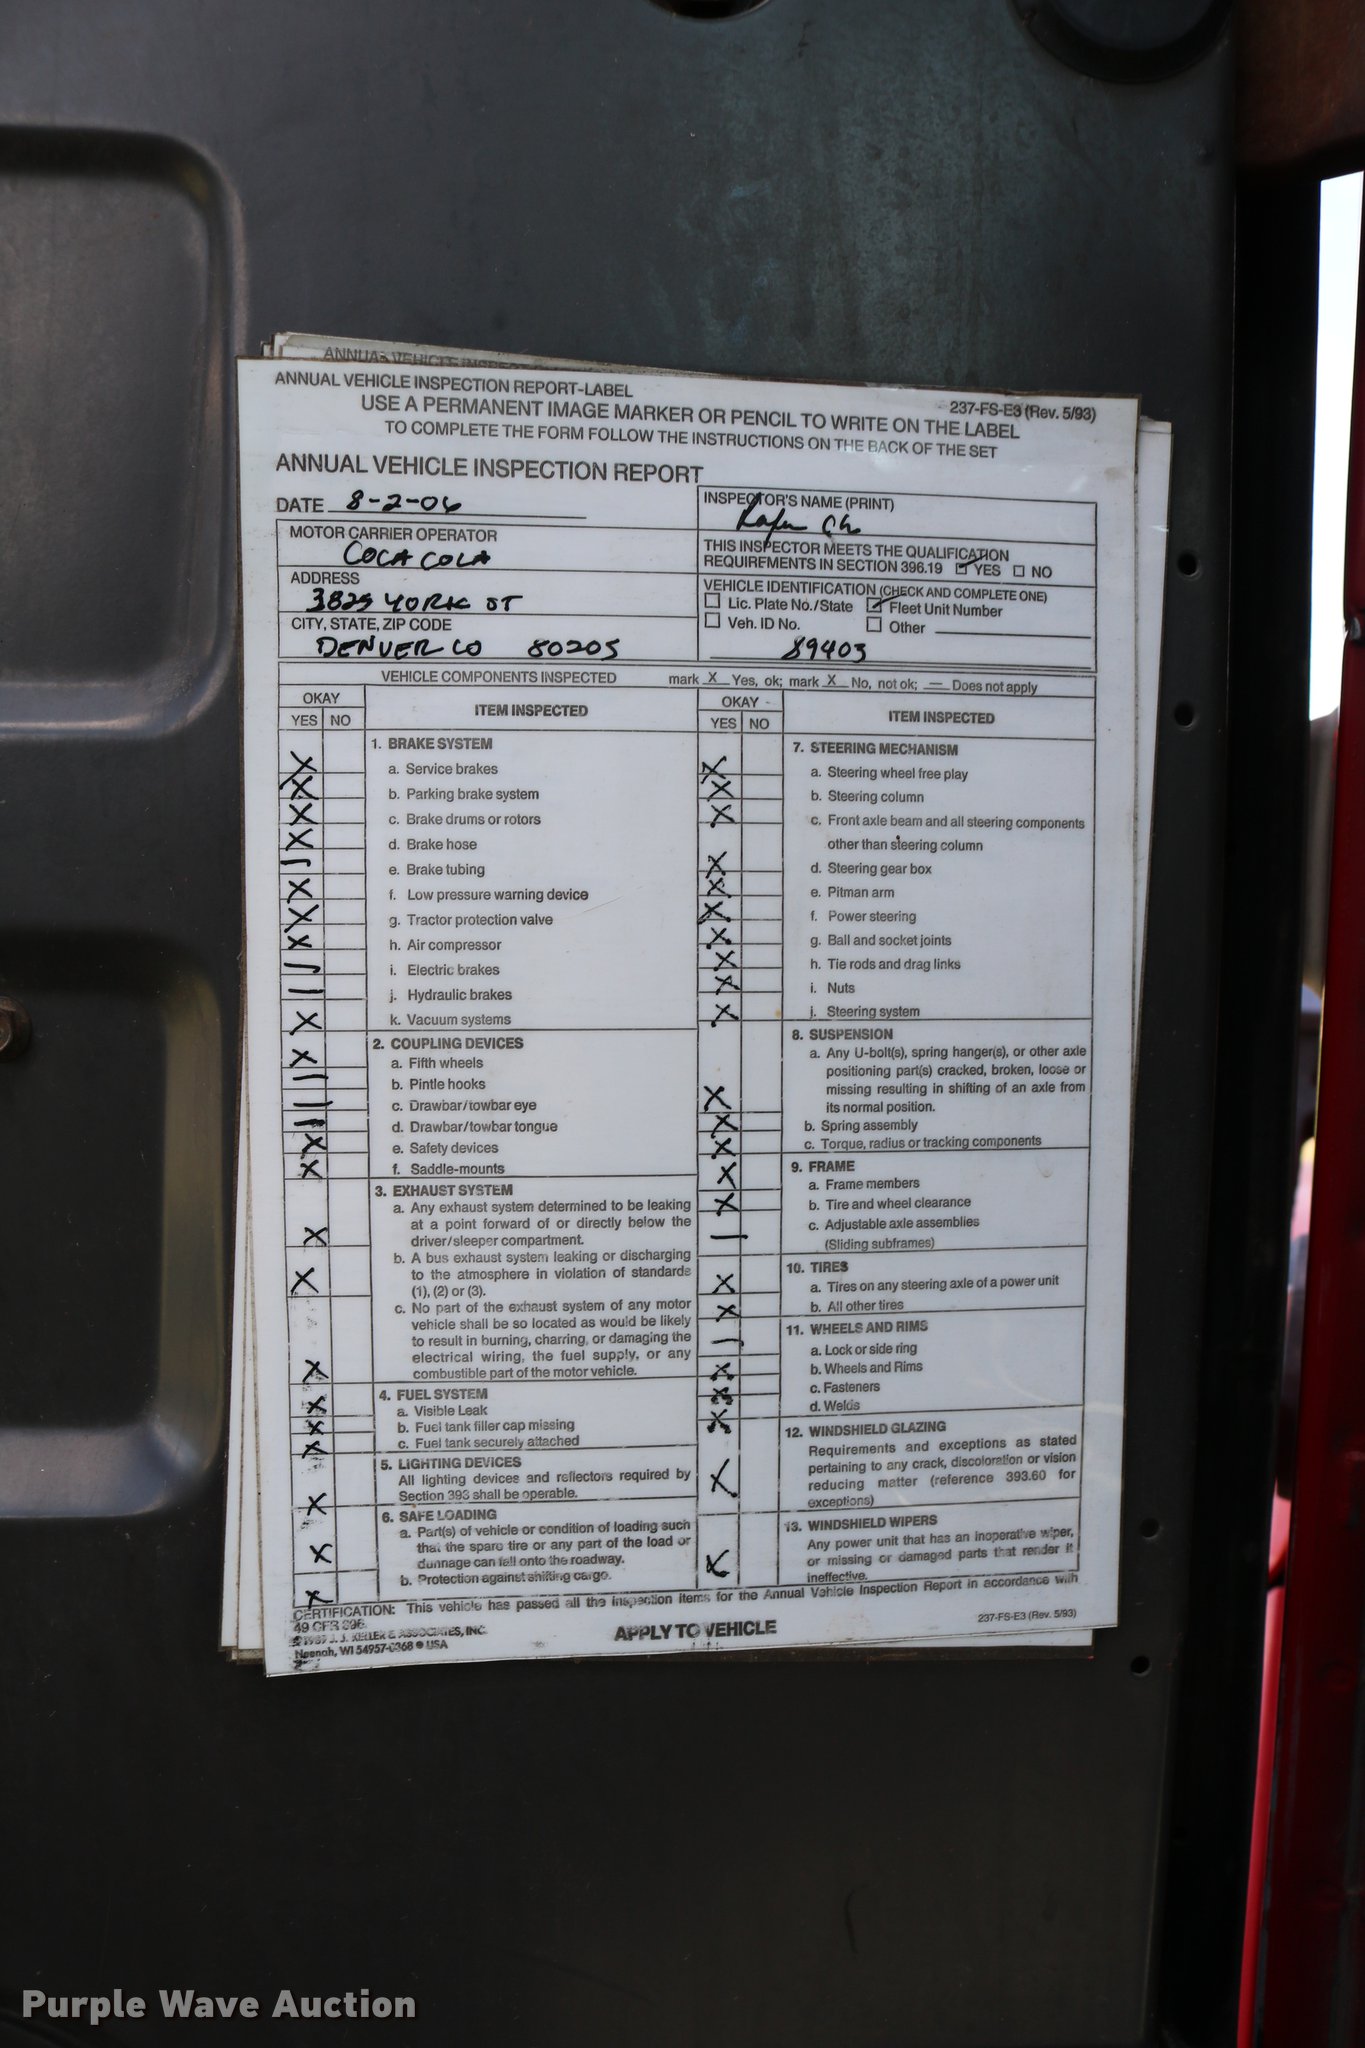 ANNUAL VEHICLE INSPEC
ANNUAL VEHICLE INSPECTION REPORT-LABEL
237-FS-E3 (Rev. 5/93)
USE A PERMANENT IMAGE MARKER OR PENCIL TO WRITE ON THE LABEL
TO COMPLETE THE FORM FOLLOW THE INSTRUCTIONS ON THE BACK OF THE SET
ANNUAL VEHICLE INSPECTION REPORT
DATE 8-2-06
INSPECTOR'S NAME (PRINT)
MOTOR CARRIER OPERATOR
COCA COLA
THIS INSPECTOR MEETS THE QUALIFICATION
REQUIREMENTS IN SECTION 396.19 YES NO
ADDRESS
3825 YORK ST
VEHICLE IDENTIFICATION (CHECK AND COMPLETE ONE)
Lic. Plate No./State Fleet Unit Number
Veh. ID No. Other
CITY, STATE, ZIP CODE
DENVER CO 80205
89403
VEHICLE COMPONENTS INSPECTED mark X Yes, ok; mark X No, not ok; — Does not apply
OKAY
YES NO
ITEM INSPECTED
1. BRAKE SYSTEM
X a. Service brakes
X b. Parking brake system
X c. Brake drums or rotors
X d. Brake hose
e. Brake tubing
X f. Low pressure warning device
X g. Tractor protection valve
X h. Air compressor
i. Electric brakes
j. Hydraulic brakes
X k. Vacuum systems
2. COUPLING DEVICES
X a. Fifth wheels
b. Pintle hooks
c. Drawbar/towbar eye
d. Drawbar/towbar tongue
X e. Safety devices
X f. Saddle-mounts
3. EXHAUST SYSTEM
a. Any exhaust system determined to be leaking
at a point forward of or directly below the
X driver/sleeper compartment.
b. A bus exhaust system leaking or discharging
X to the atmosphere in violation of standards
(1), (2) or (3).
c. No part of the exhaust system of any motor
vehicle shall be so located as would be likely
to result in burning, charring, or damaging the
electrical wiring, the fuel supply, or any
X combustible part of the motor vehicle.
4. FUEL SYSTEM
X a. Visible Leak
X b. Fuel tank filler cap missing
X c. Fuel tank securely attached
5. LIGHTING DEVICES
All lighting devices and reflectors required by
X Section 393 shall be operable.
6. SAFE LOADING
a. Part(s) of vehicle or condition of loading such
that the spare tire or any part of the load or
X dunnage can fall onto the roadway.
X b. Protection against shifting cargo.
OKAY
YES NO
ITEM INSPECTED
7. STEERING MECHANISM
X a. Steering wheel free play
X b. Steering column
X c. Front axle beam and all steering components
other than steering column
X d. Steering gear box
X e. Pitman arm
X f. Power steering
X g. Ball and socket joints
X h. Tie rods and drag links
X i. Nuts
X j. Steering system
8. SUSPENSION
a. Any U-bolt(s), spring hanger(s), or other axle
positioning part(s) cracked, broken, loose or
missing resulting in shifting of an axle from
X its normal position.
X b. Spring assembly
X c. Torque, radius or tracking components
9. FRAME
X a. Frame members
X b. Tire and wheel clearance
c. Adjustable axle assemblies
(Sliding subframes)
10. TIRES
X a. Tires on any steering axle of a power unit
X b. All other tires
11. WHEELS AND RIMS
a. Lock or side ring
X b. Wheels and Rims
X c. Fasteners
X d. Welds
12. WINDSHIELD GLAZING
Requirements and exceptions as stated
pertaining to any crack, discoloration or vision
X reducing matter (reference 393.60 for
exceptions)
13. WINDSHIELD WIPERS
Any power unit that has an inoperative wiper,
X or missing or damaged parts that render it
ineffective.
CERTIFICATION: This vehicle has passed all the inspection items for the Annual Vehicle Inspection Report in accordance with
49 CFR 396.
©1987 J. J. KELLER & ASSOCIATES, INC.
Neenah, WI 54957-0368 • USA
APPLY TO VEHICLE
237-FS-E3 (Rev. 5/93)
Purple Wave Auction